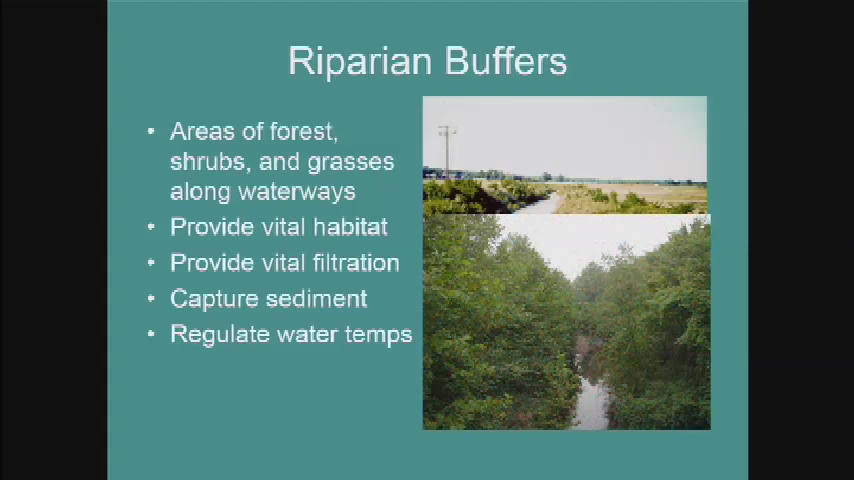 Riparian Buffers
• Areas of forest,
shrubs, and grasses
along waterways
• Provide vital habitat
• Provide vital filtration
• Capture sediment
• Regulate water temps